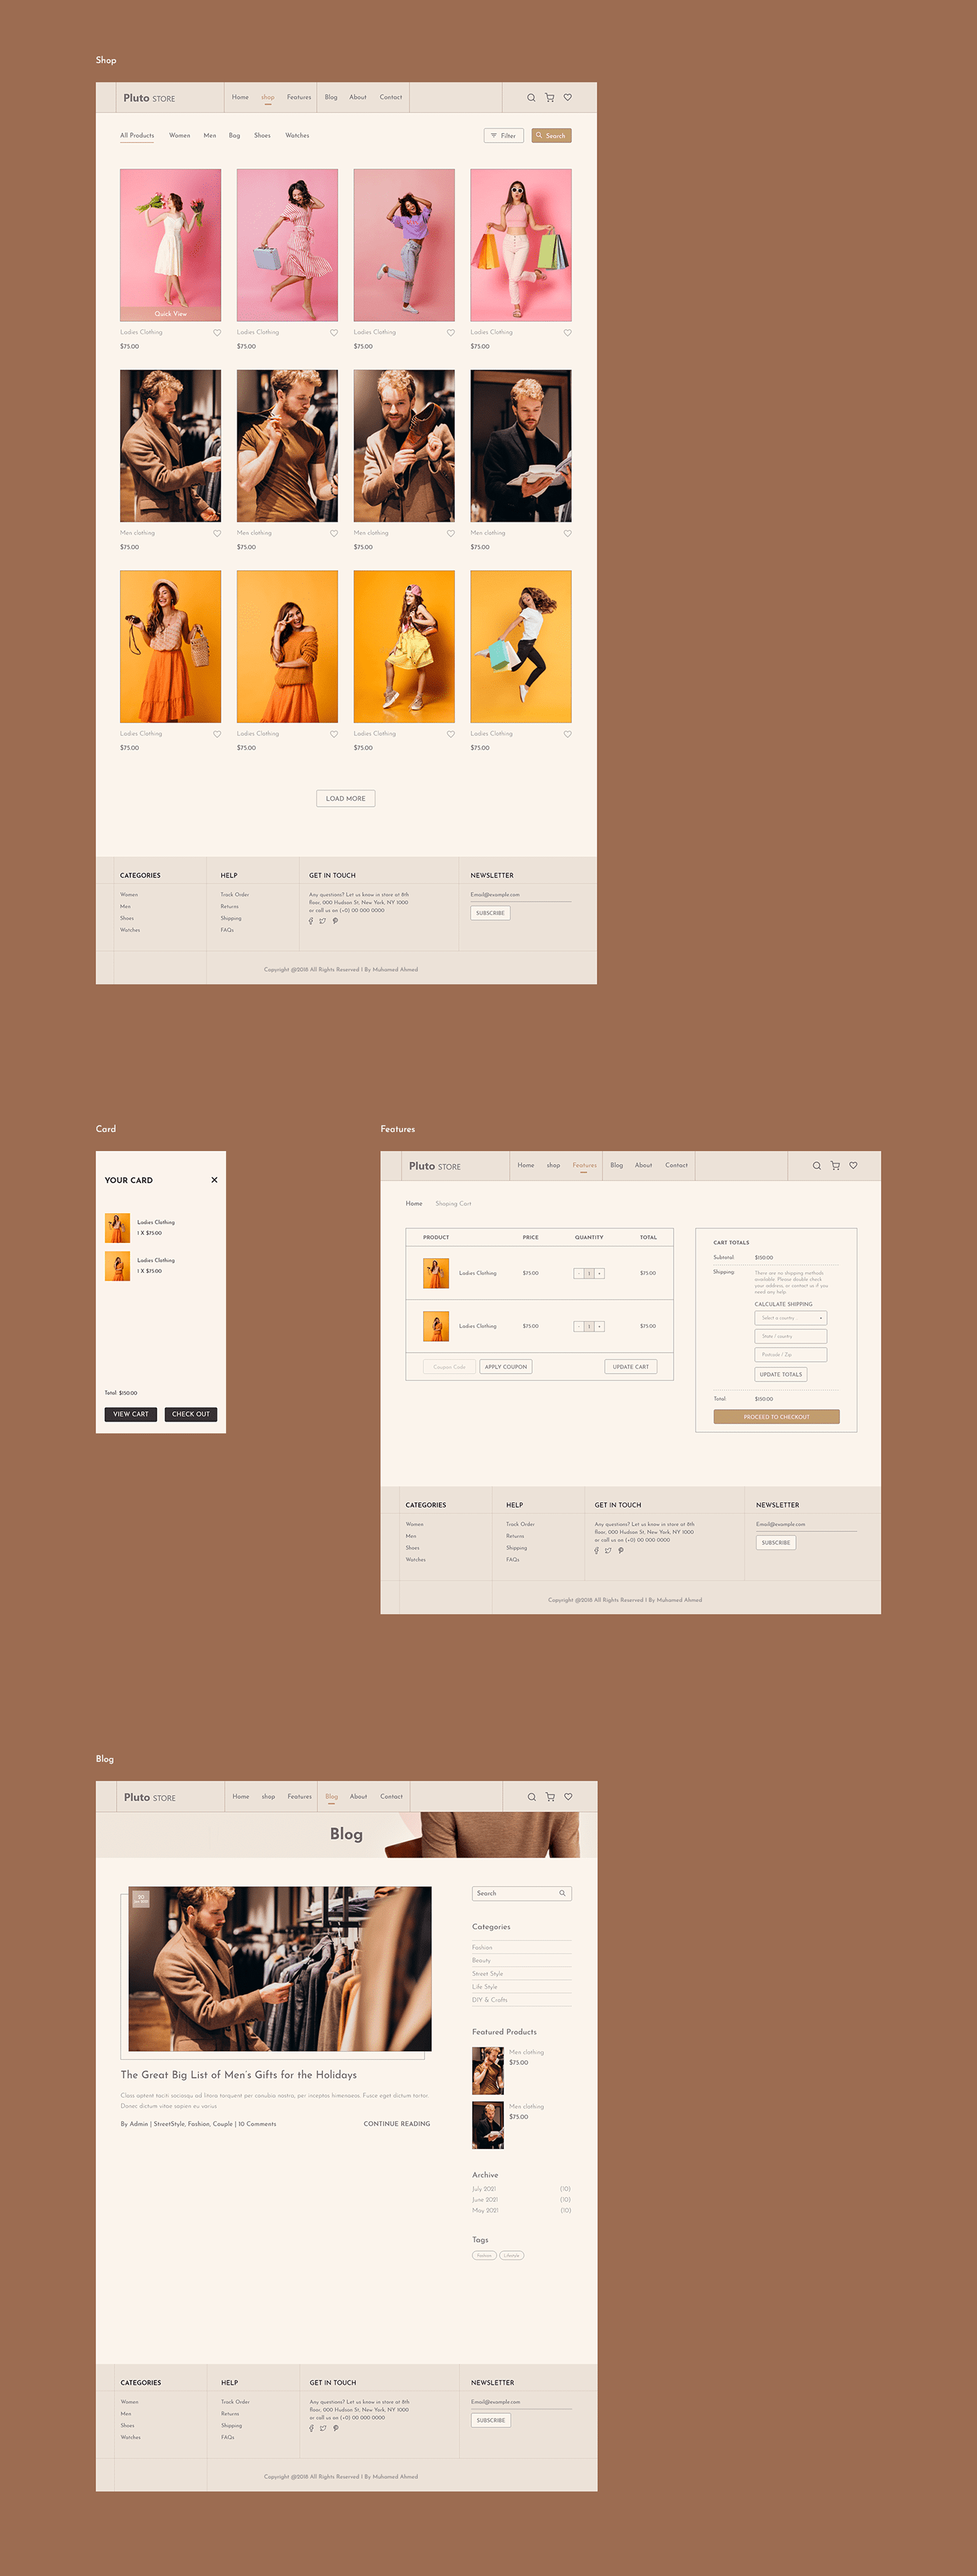 Shop
Pluto STORE
Home shop Features Blog About Contact
All Products Women Men Bag Shoes Watches
Filter
Search
Quick View
Ladies Clothing Ladies Clothing Ladies Clothing Ladies Clothing
$75.00 $75.00 $75.00 $75.00
Men clothing Men clothing Men clothing Men clothing
$75.00 $75.00 $75.00 $75.00
Ladies Clothing Ladies Clothing Ladies Clothing Ladies Clothing
$75.00 $75.00 $75.00 $75.00
LOAD MORE
CATEGORIES
Women
Men
Shoes
Watches
HELP
Track Order
Returns
Shipping
FAQs
GET IN TOUCH
Any questions? Let us know in store at 8th
floor, 000 Hudson St, New York, NY 1000
or call us on (+0) 00 000 0000
NEWSLETTER
Email@example.com
SUBSCRIBE
Copyright @2018 All Rights Reserved I By Muhamed Ahmed
Card
YOUR CARD
Ladies Clothing
1 X $75.00
Ladies Clothing
1 X $75.00
Total: $150.00
VIEW CART
CHECK OUT
Features
Pluto STORE
Home shop Features Blog About Contact
Home Shoping Cart
PRODUCT PRICE QUANTITY TOTAL
Ladies Clothing $75.00 - 1 + $75.00
Ladies Clothing $75.00 - 1 + $75.00
Coupon Code
APPLY COUPON
UPDATE CART
CART TOTALS
Subtotal $150.00
Shipping
There are no shipping methods
available. Please double check
your address, or contact us if you
need any help.
CALCULATE SHIPPING
Select a country
State / country
Postcode / Zip
UPDATE TOTALS
Total $150.00
PROCEED TO CHECKOUT
CATEGORIES
Women
Men
Shoes
Watches
HELP
Track Order
Returns
Shipping
FAQs
GET IN TOUCH
Any questions? Let us know in store at 8th
floor, 000 Hudson St, New York, NY 1000
or call us on (+0) 00 000 0000
NEWSLETTER
Email@example.com
SUBSCRIBE
Copyright @2018 All Rights Reserved I By Muhamed Ahmed
Blog
Pluto STORE
Home shop Features Blog About Contact
Blog
20
The Great Big List of Men's Gifts for the Holidays
Class aptent taciti sociosqu ad litora torquent per conubia nostra, per inceptos himenaeos. Fusce eget dictum tortor.
Donec dictum vitae sapien eu varius
By Admin | StreetStyle, Fashion, Couple | 10 Comments
CONTINUE READING
Search
Categories
Fashion
Beauty
Street Style
Life Style
DIY & Crafts
Featured Products
Men clothing
$75.00
Men clothing
$75.00
Archive
July 2021 (10)
June 2021 (10)
May 2021 (10)
Tags
Fashion
Lifestyle
CATEGORIES
Women
Men
Shoes
Watches
HELP
Track Order
Returns
Shipping
FAQs
GET IN TOUCH
Any questions? Let us know in store at 8th
floor, 000 Hudson St, New York, NY 1000
or call us on (+0) 00 000 0000
NEWSLETTER
Email@example.com
SUBSCRIBE
Copyright @2018 All Rights Reserved I By Muhamed Ahmed